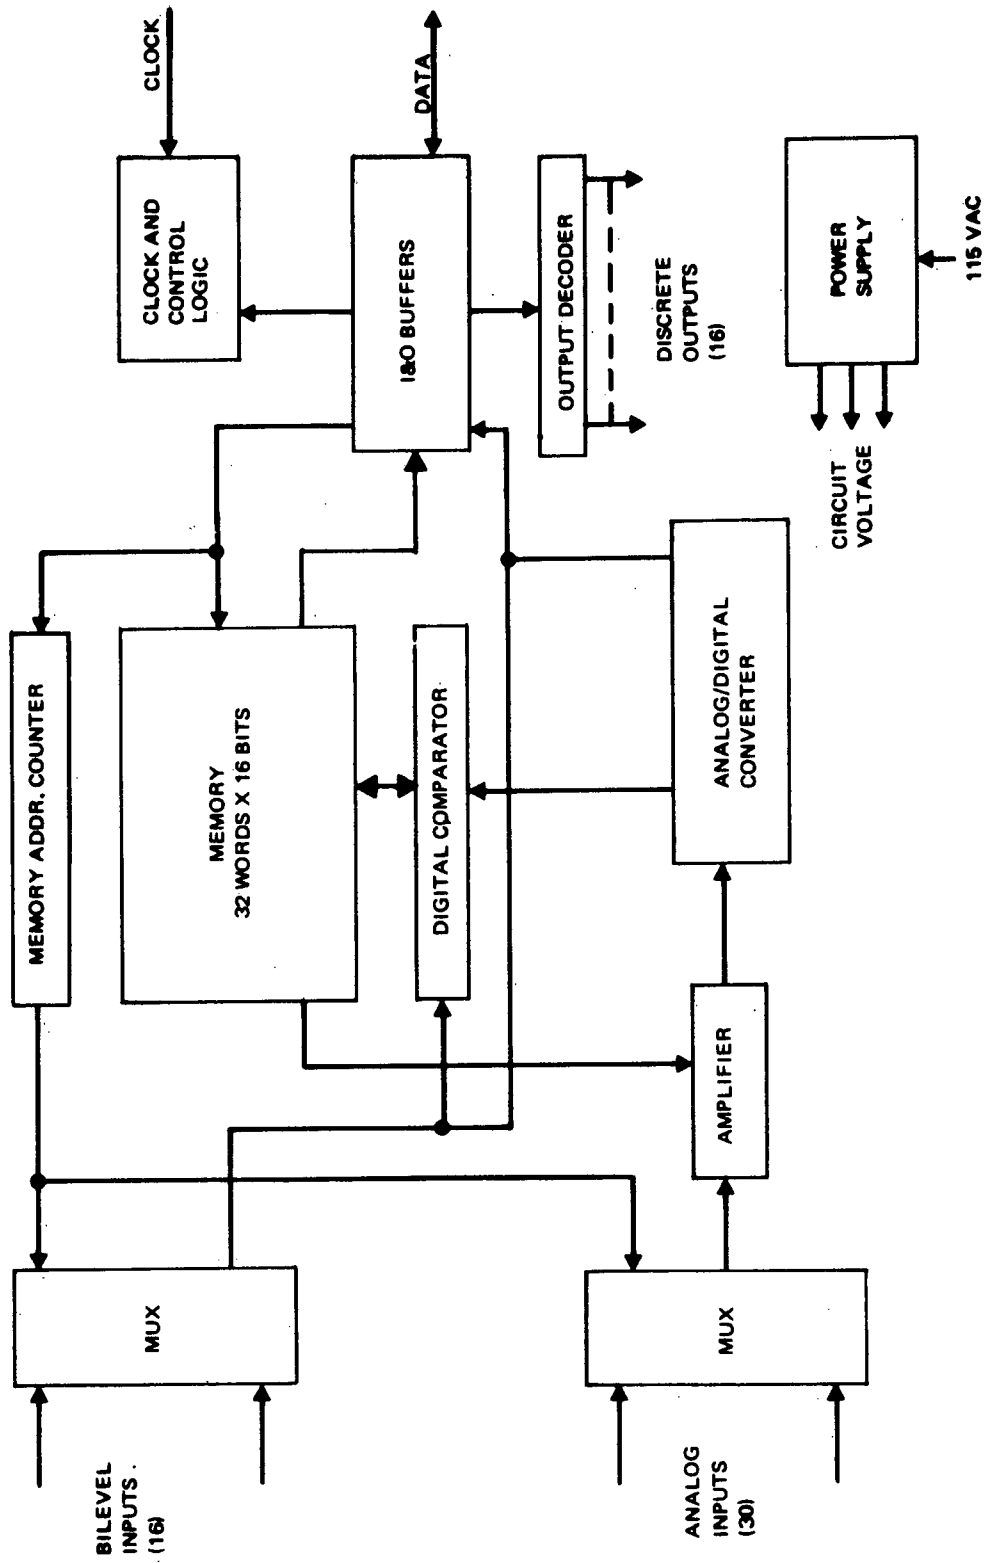 BILEVEL
INPUTS
(16)
MUX
MEMORY ADDR. COUNTER
MEMORY
32 WORDS X 16 BITS
DIGITAL COMPARATOR
CLOCK AND
CONTROL
LOGIC
CLOCK
I&O BUFFERS
DATA
OUTPUT DECODER
DISCRETE
OUTPUTS
(16)
ANALOG
INPUTS
(30)
MUX
AMPLIFIER
ANALOG/DIGITAL
CONVERTER
CIRCUIT
VOLTAGE
POWER
SUPPLY
115 VAC